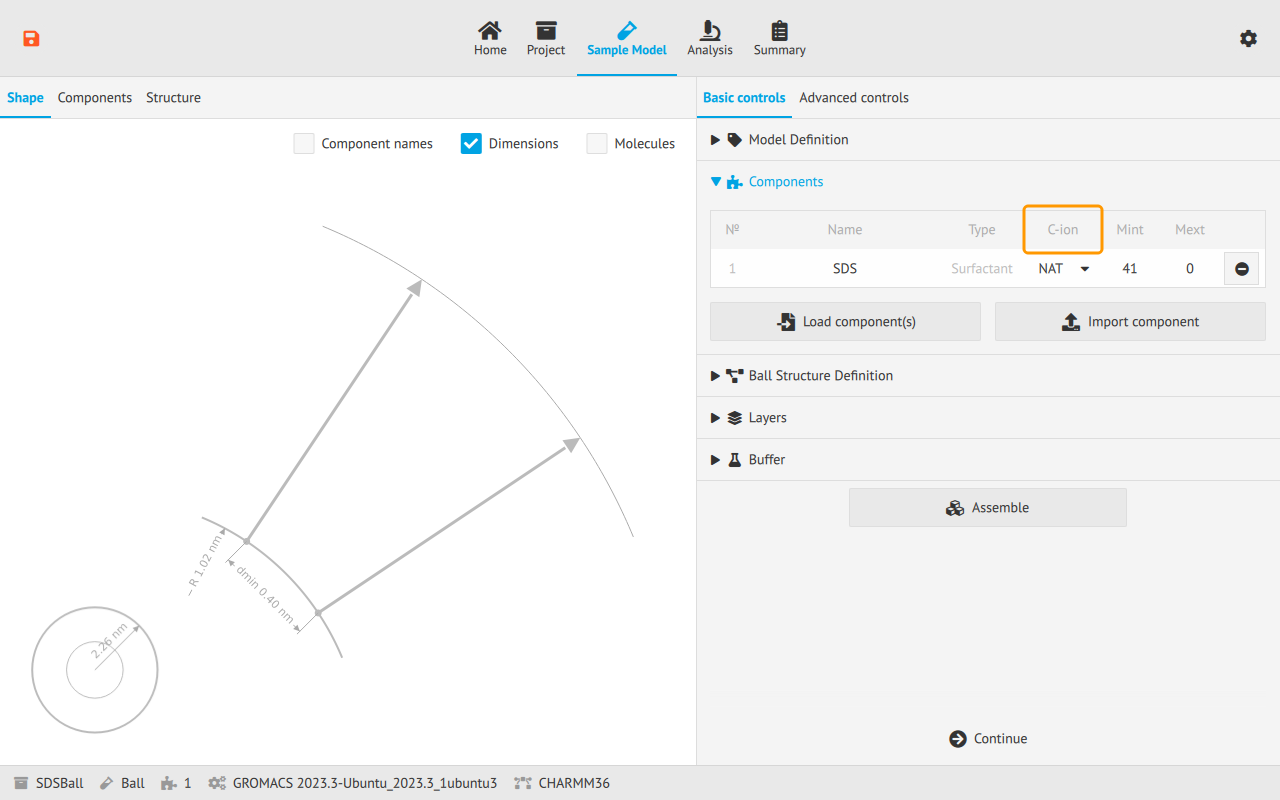 Home Project Sample Model Analysis Summary
Shape Components Structure
Component names Dimensions Molecules
~ R 1.02 nm
dmin 0.40 nm
2.26 nm
Basic controls Advanced controls
Model Definition
Components
№ Name Type C-ion Mint Mext
1 SDS Surfactant NAT 41 0
Load component(s) Import component
Ball Structure Definition
Layers
Buffer
Assemble
Continue
SDSBall Ball 1 GROMACS 2023.3-Ubuntu_2023.3_1ubuntu3 CHARMM36